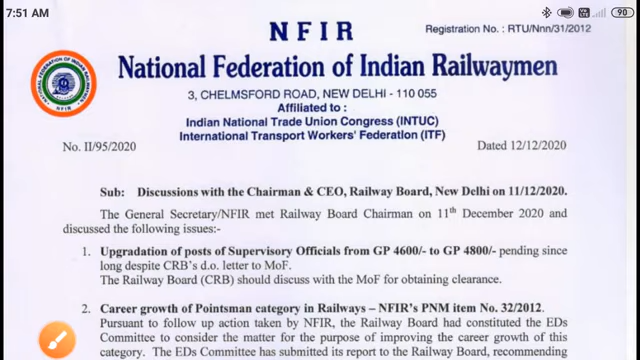 7:51 AM
90
NFIR
Registration No. : RTU/Nnn/31/2012
National Federation of Indian Railwaymen
3, CHELMSFORD ROAD, NEW DELHI - 110 055
Affiliated to :
Indian National Trade Union Congress (INTUC)
International Transport Workers' Federation (ITF)
NATIONAL FEDERATION OF INDIAN RAILWAYMEN
NFIR
No. II/95/2020
Dated 12/12/2020
Sub: Discussions with the Chairman & CEO, Railway Board, New Delhi on 11/12/2020.
The General Secretary/NFIR met Railway Board Chairman on 11th December 2020 and
discussed the following issues:-
1. Upgradation of posts of Supervisory Officials from GP 4600/- to GP 4800/- pending since
long despite CRB's d.o. letter to MoF.
The Railway Board (CRB) should discuss with the MoF for obtaining clearance.
2. Career growth of Pointsman category in Railways – NFIR's PNM item No. 32/2012.
Pursuant to follow up action taken by NFIR, the Railway Board had constituted the EDs
Committee to consider the matter for the purpose of improving the career growth of this
category. The EDs Committee has submitted its report to the Railway Board, recommending